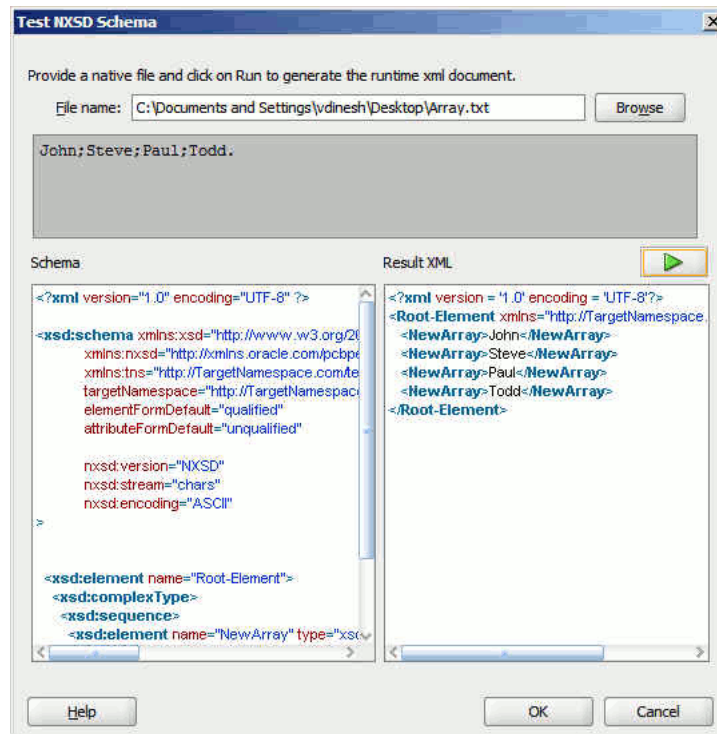 Test NXSD Schema
Provide a native file and click on Run to generate the runtime xml document.
File name: C:\Documents and Settings\vdinesh\Desktop\Array.txt Browse
John;Steve;Paul;Todd.
Schema
<?xml version="1.0" encoding="UTF-8" ?>
<xsd:schema xmlns:xsd="http://www.w3.org/20
xmlns:nxsd="http://xmlns.oracle.com/pcbpe
xmlns:tns="http://TargetNamespace.com/te
targetNamespace="http://TargetNamespac
elementFormDefault="qualified"
attributeFormDefault="unqualified"
nxsd:version="NXSD"
nxsd:stream="chars"
nxsd:encoding="ASCII"
>
<xsd:element name="Root-Element">
<xsd:complexType>
<xsd:sequence>
<xsd:element name="NewArray" type="xs
Result XML
<?xml version = '1.0' encoding = 'UTF-8'?>
<Root-Element xmlns="http://TargetNamespace.
<NewArray>John</NewArray>
<NewArray>Steve</NewArray>
<NewArray>Paul</NewArray>
<NewArray>Todd</NewArray>
</Root-Element>
Help OK Cancel